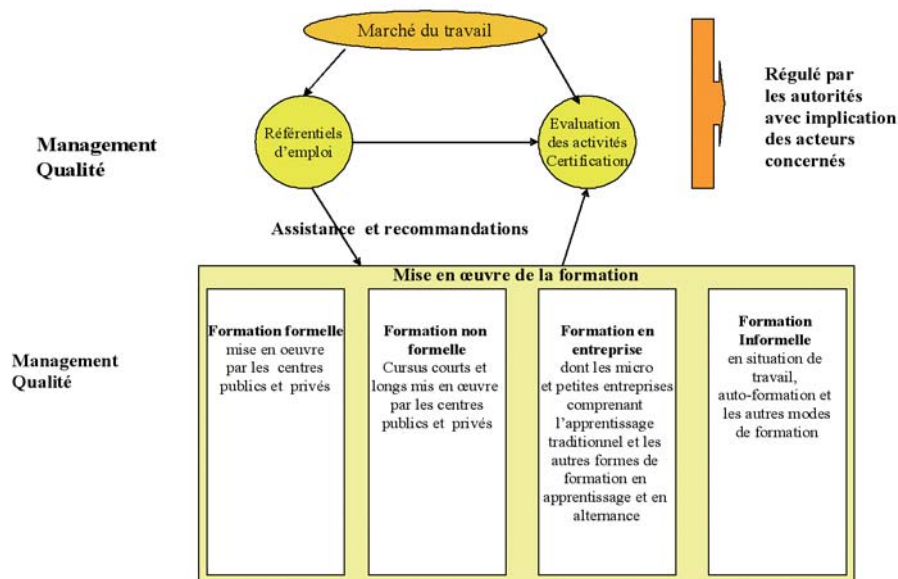 Marché du travail
Référentiels
d'emploi
Evaluation
des activités
Certification
Régulé par
les autorités
avec implication
des acteurs
concernés
Management
Qualité
Assistance et recommandations
Mise en œuvre de la formation
Formation formelle
mise en oeuvre
par les centres
publics et privés
Formation non
formelle
Cursus courts et
longs mis en œuvre
par les centres
publics et privés
Formation en
entreprise
dont les micro
et petites entreprises
comprenant
l'apprentissage
traditionnel et les
autres formes de
formation en
apprentissage et en
alternance
Formation
Informelle
en situation de
travail,
auto-formation et
les autres modes
de formation
Management
Qualité